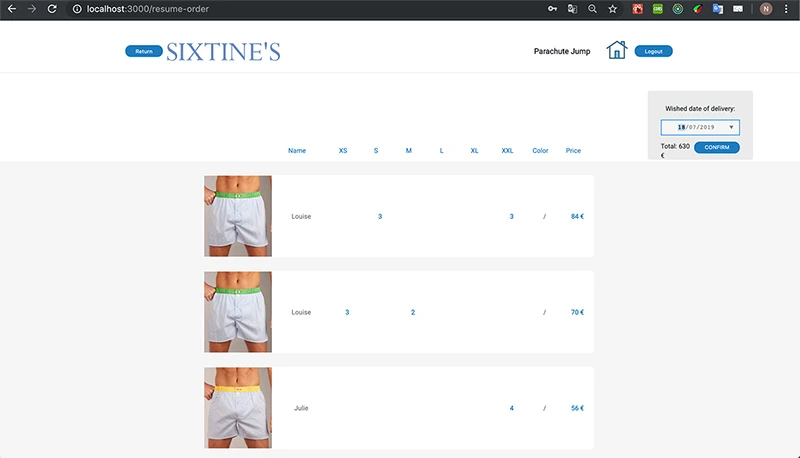 localhost:3000/resume-order
N
Return
SIXTINE'S
Parachute Jump
Logout
Wished date of delivery:
18/07/2019
Total: 630
€
CONFIRM
Name XS S M L XL XXL Color Price
Louise 3 3 / 84 €
Louise 3 2 / 70 €
Julie 4 / 56 €